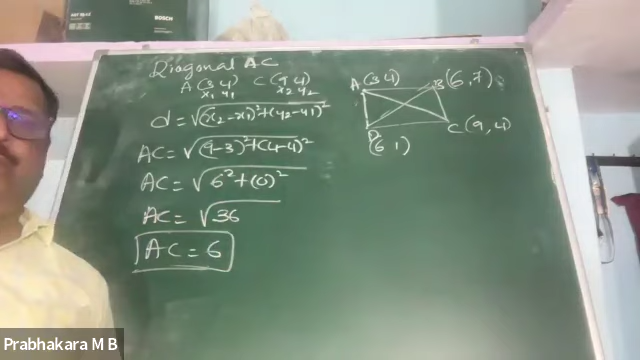 BOSCH
Diagonal AC
A (3 4) C (9 4)
x1 y1 x2 y2
d = √(x2-x1)²+(y2-y1)²
AC = √(9-3)²+(4-4)²
AC = √6²+(0)²
AC = √36
AC = 6
A (3 4) B (6, 7)
D C (9, 4)
(6 1)
Prabhakara M B